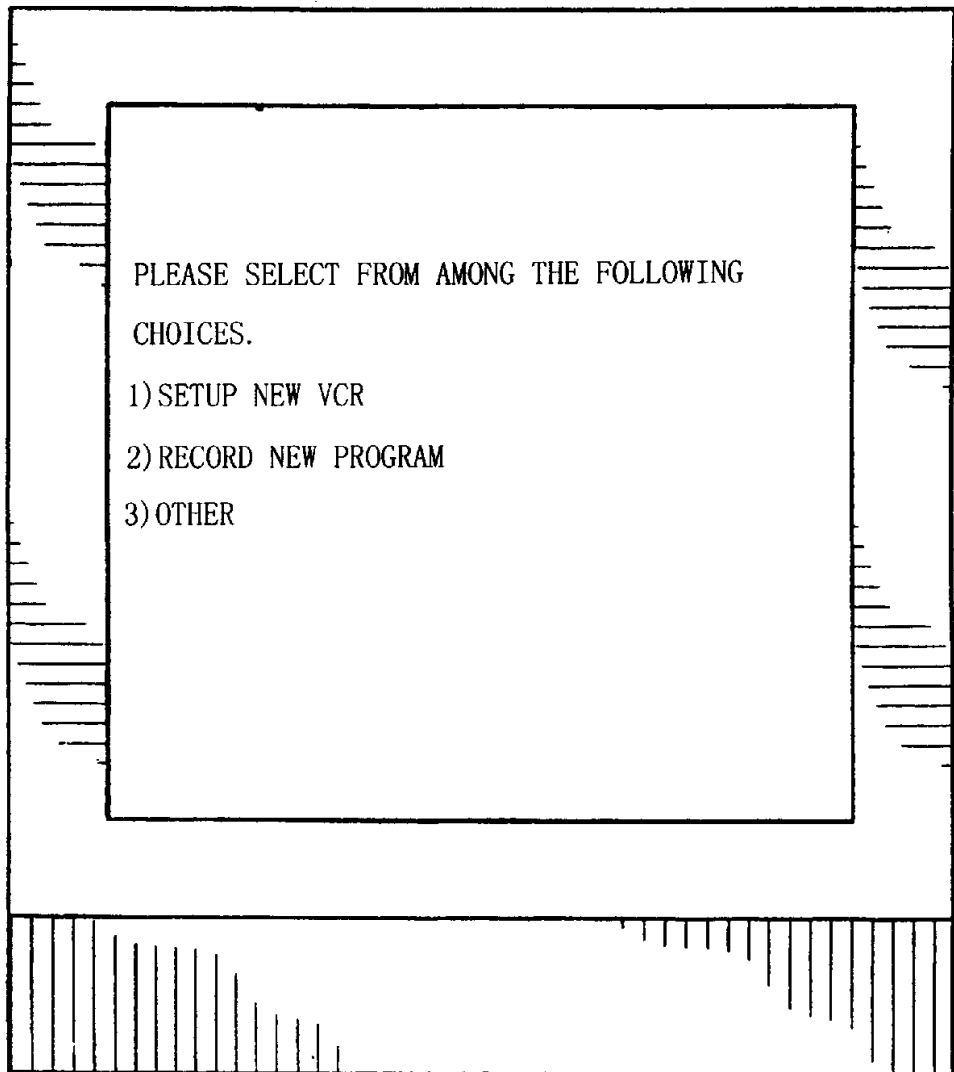 PLEASE SELECT FROM AMONG THE FOLLOWING
CHOICES.
1)SETUP NEW VCR
2)RECORD NEW PROGRAM
3)OTHER